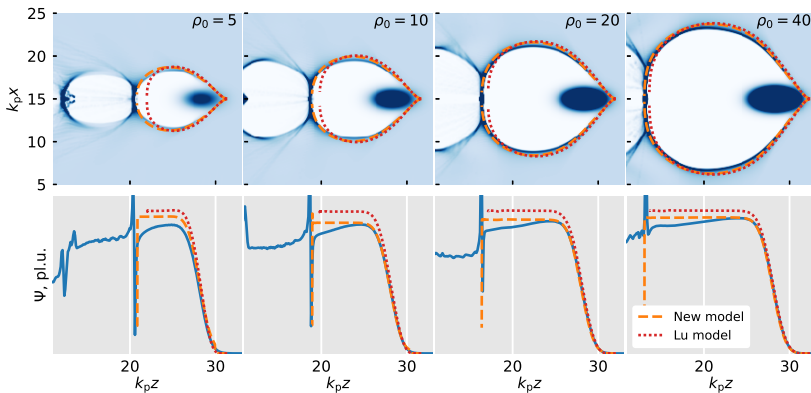 ρ₀ = 5
ρ₀ = 10
ρ₀ = 20
ρ₀ = 40
25
20
15
10
5
kₚx
Ψ, pl.u.
New model
Lu model
20 30
20 30
20 30
20 30
kₚz
kₚz
kₚz
kₚz